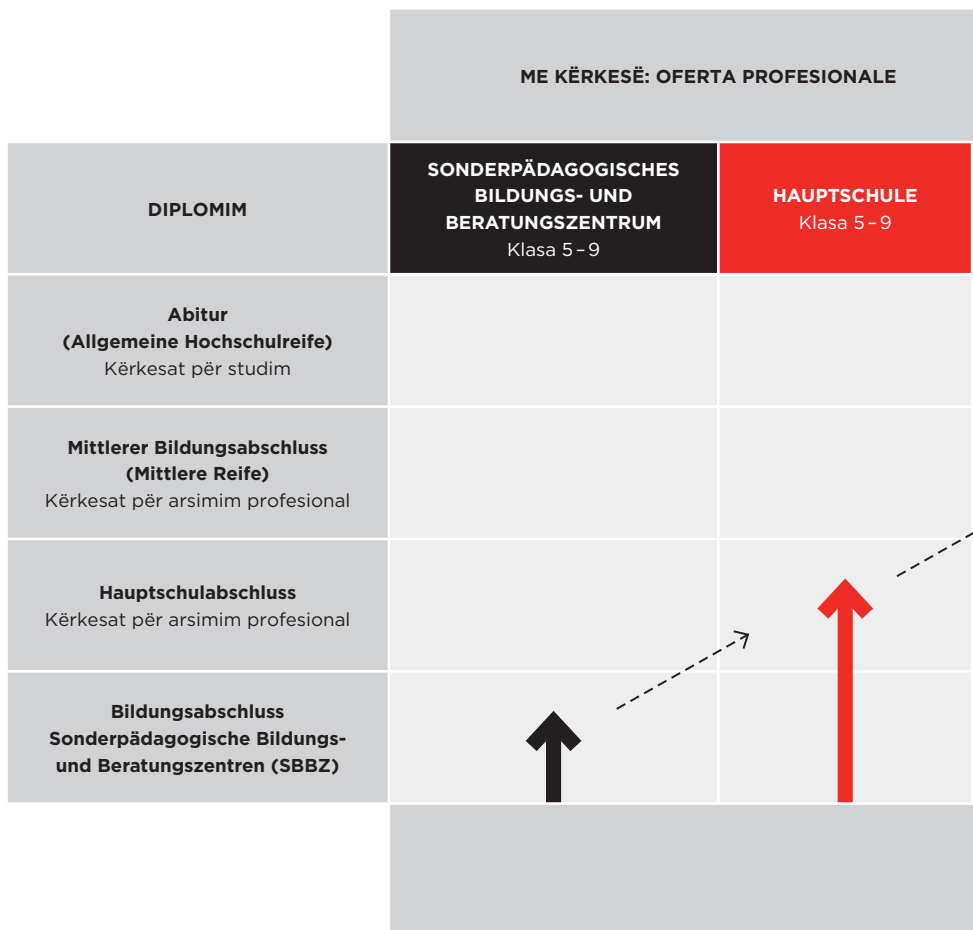 ME KËRKESË: OFERTA PROFESIONALE
DIPLOMIM
SONDERPÄDAGOGISCHES
BILDUNGS- UND
BERATUNGSZENTRUM
Klasa 5–9
HAUPTSCHULE
Klasa 5–9
Abitur
(Allgemeine Hochschulreife)
Kërkesat për studim
Mittlerer Bildungsabschluss
(Mittlere Reife)
Kërkesat për arsimim profesional
Hauptschulabschluss
Kërkesat për arsimim profesional
Bildungsabschluss
Sonderpädagogische Bildungs-
und Beratungszentren (SBBZ)